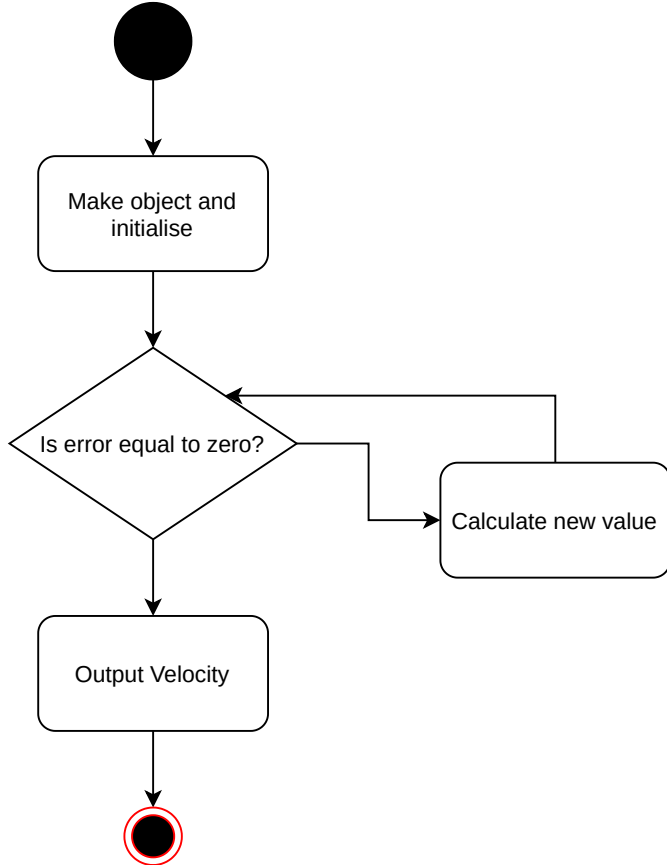 Make object and
initialise
Is error equal to zero?
Calculate new value
Output Velocity